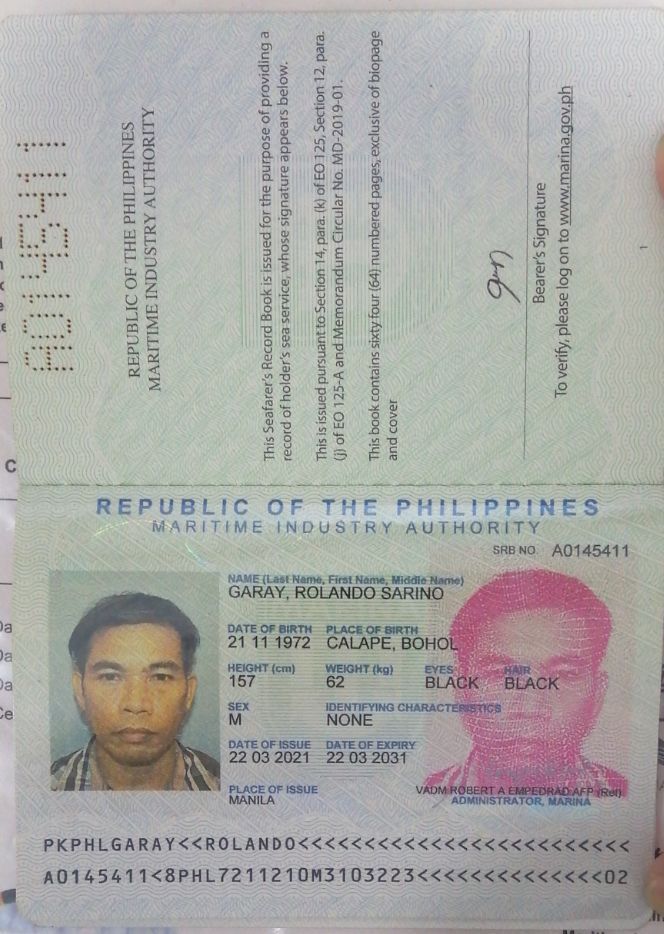 A0145411
REPUBLIC OF THE PHILIPPINES
MARITIME INDUSTRY AUTHORITY
This Seafarer's Record Book is issued for the purpose of providing a
record of holder's sea service, whose signature appears below.
This is issued pursuant to Section 14, para. (k) of EO 125, Section 12, para.
(j) of EO 125-A and Memorandum Circular No. MD-2019-01.
This book contains sixty four (64) numbered pages, exclusive of biopage
and cover
Bearer's Signature
To verify, please log on to www.marina.gov.ph
1
REPUBLIC OF THE PHILIPPINES
MARITIME INDUSTRY AUTHORITY
SRB NO A0145411
NAME (Last Name, First Name, Middle Name)
GARAY, ROLANDO SARINO
DATE OF BIRTH PLACE OF BIRTH
21 11 1972 CALAPE, BOHOL
HEIGHT (cm) WEIGHT (kg) EYES HAIR
157 62 BLACK BLACK
SEX IDENTIFYING CHARACTERISTICS
M NONE
DATE OF ISSUE DATE OF EXPIRY
22 03 2021 22 03 2031
PLACE OF ISSUE VADM ROBERT A EMPEDRAD AFP (Ret)
MANILA ADMINISTRATOR, MARINA
PKPHLGARAY<<ROLANDO<<<<<<<<<<<<<<<<<<<<<<<<<
A0145411<8PHL7211210M3103223<<<<<<<<<<<<<<02